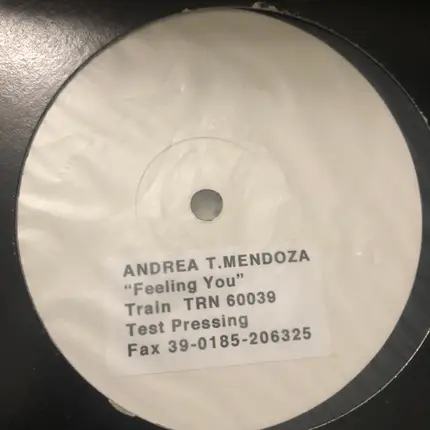 ANDREA T.MENDOZA
“Feeling You”
Train TRN 60039
Test Pressing
Fax 39-0185-206325